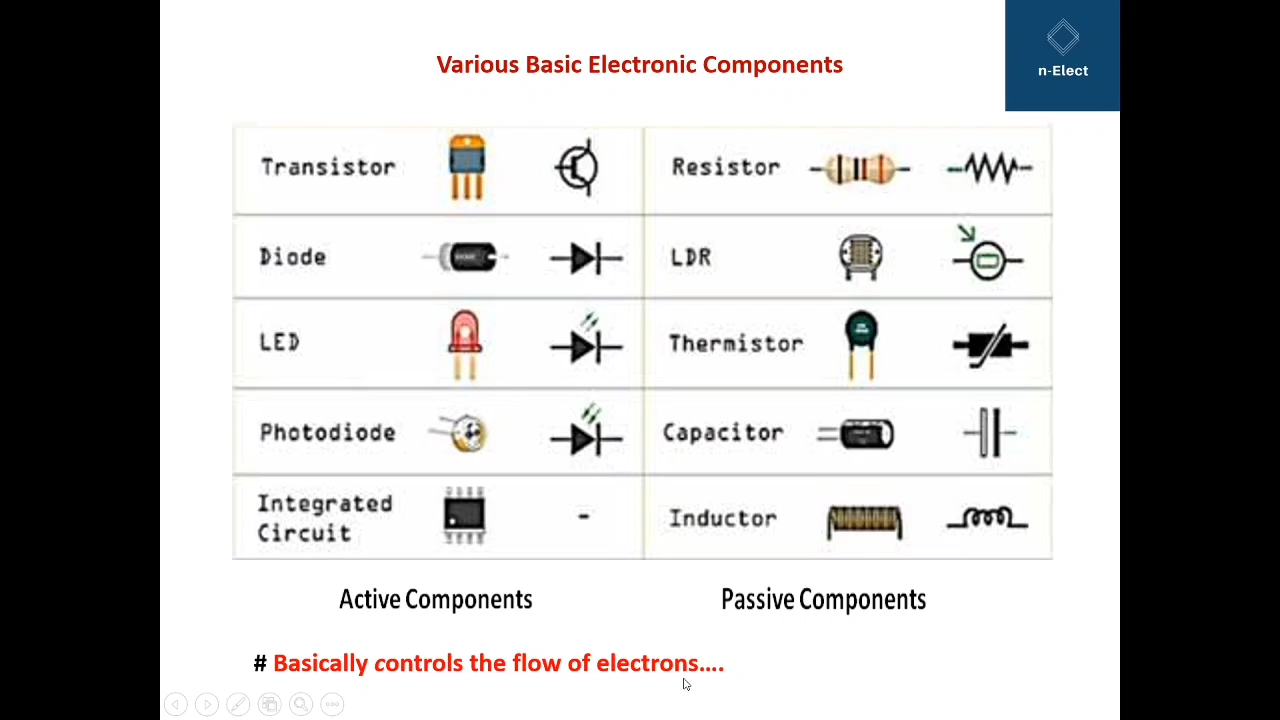 Various Basic Electronic Components
n-Elect
Transistor
Resistor
Diode
LDR
LED
Thermistor
Photodiode
Capacitor
Integrated
Circuit
-
Inductor
Active Components
Passive Components
# Basically controls the flow of electrons....